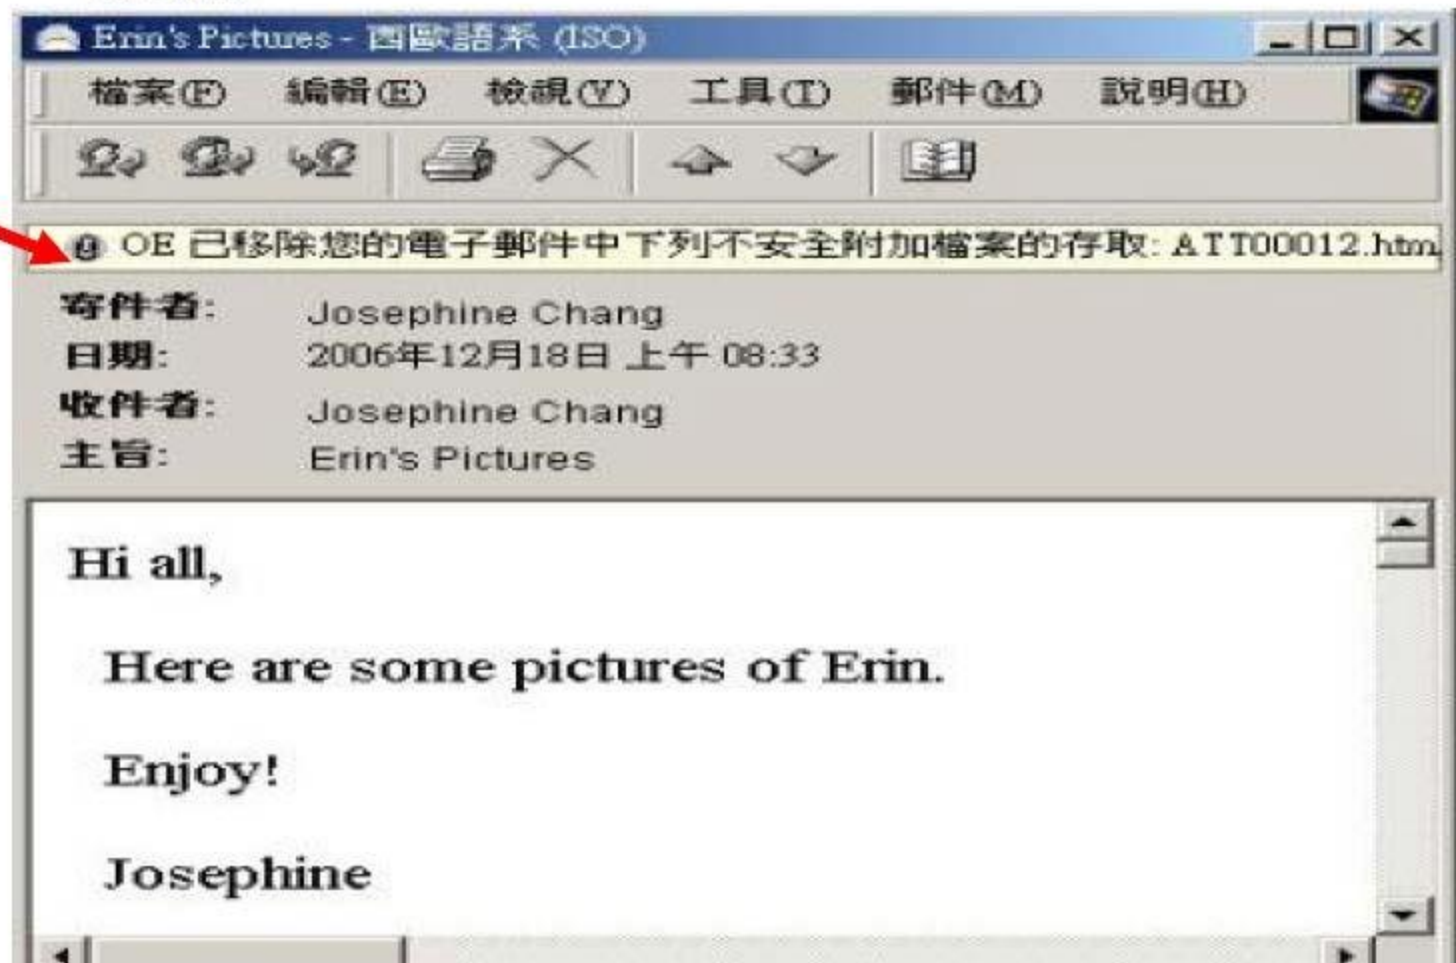 Erin's Pictures - 西歐語系 (ISO)
檔案(F) 編輯(E) 檢視(V) 工具(T) 郵件(M) 說明(H)
OE 已移除您的電子郵件中下列不安全附加檔案的存取: ATT00012.htm
寄件者: Josephine Chang
日期: 2006年12月18日 上午 08:33
收件者: Josephine Chang
主旨: Erin's Pictures
Hi all,
Here are some pictures of Erin.
Enjoy!
Josephine